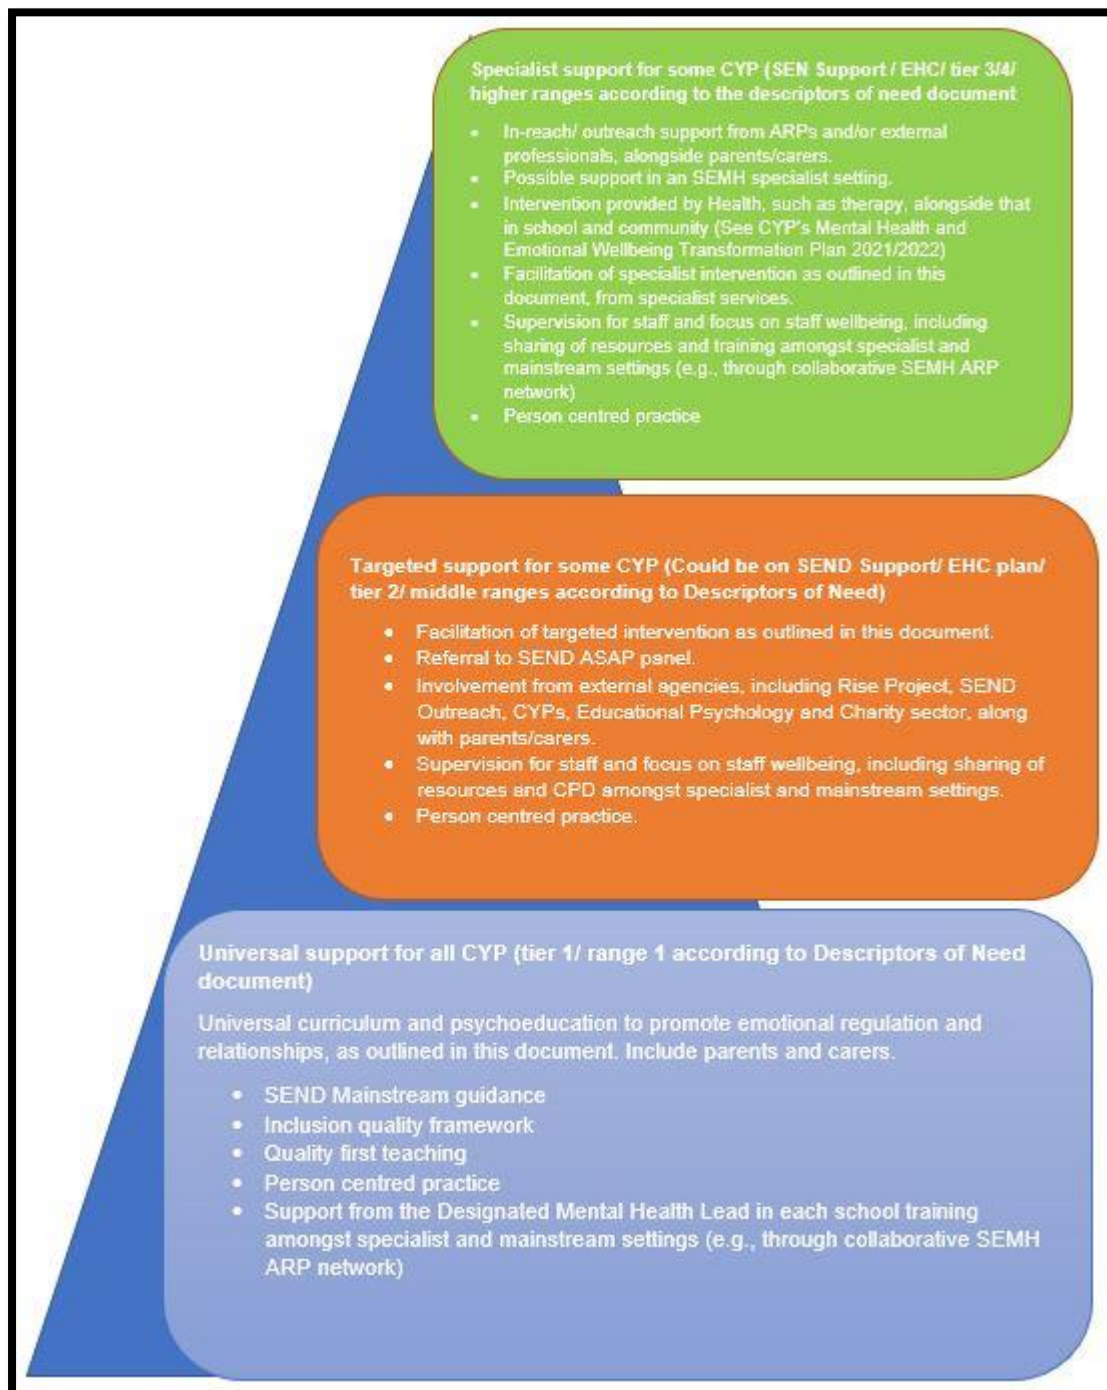 Specialist support for some CYP (SEN Support / EHC/ tier 3/4/
higher ranges according to the descriptors of need document
• In-reach/ outreach support from ARPs and/or external
professionals, alongside parents/carers.
• Possible support in an SEMH specialist setting.
• Intervention provided by Health, such as therapy, alongside that
in school and community (See CYP's Mental Health and
Emotional Wellbeing Transformation Plan 2021/2022)
• Facilitation of specialist intervention as outlined in this
document, from specialist services.
• Supervision for staff and focus on staff wellbeing, including
sharing of resources and training amongst specialist and
mainstream settings (e.g., through collaborative SEMH ARP
network)
• Person centred practice
Targeted support for some CYP (Could be on SEND Support/ EHC plan/
tier 2/ middle ranges according to Descriptors of Need)
• Facilitation of targeted intervention as outlined in this document.
• Referral to SEND ASAP panel.
• Involvement from external agencies, including Rise Project, SEND
Outreach, CYPs, Educational Psychology and Charity sector, along
with parents/carers.
• Supervision for staff and focus on staff wellbeing, including sharing of
resources and CPD amongst specialist and mainstream settings.
• Person centred practice.
Universal support for all CYP (tier 1/ range 1 according to Descriptors of Need
document)
Universal curriculum and psychoeducation to promote emotional regulation and
relationships, as outlined in this document. Include parents and carers.
• SEND Mainstream guidance
• Inclusion quality framework
• Quality first teaching
• Person centred practice
• Support from the Designated Mental Health Lead in each school training
amongst specialist and mainstream settings (e.g., through collaborative SEMH
ARP network)